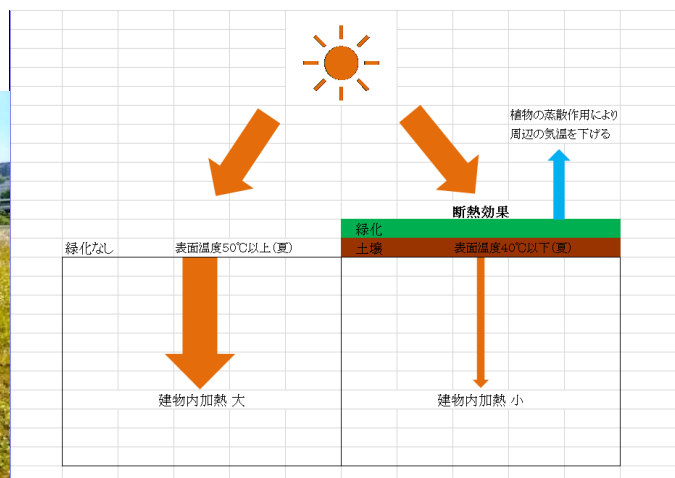 植物の蒸散作用により
周辺の気温を下げる
断熱効果
緑化
緑化なし 表面温度50℃以上(夏) 土壌 表面温度40℃以下(夏)
建物内加熱 大 建物内加熱 小